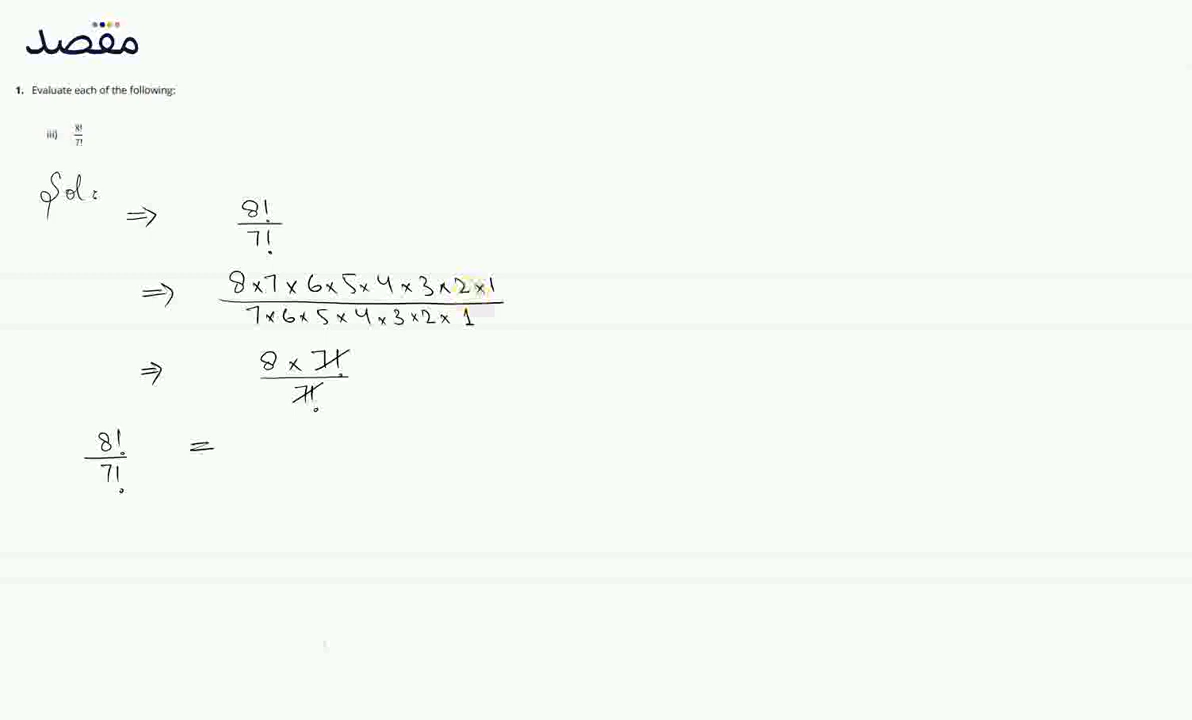 مقصد
1. Evaluate each of the following:
iii) 8!/7!
Sol:
⇒ 8!/7!
⇒ 8×7×6×5×4×3×2×1 / 7×6×5×4×3×2×1
⇒ 8×7!/7!
8!/7! =